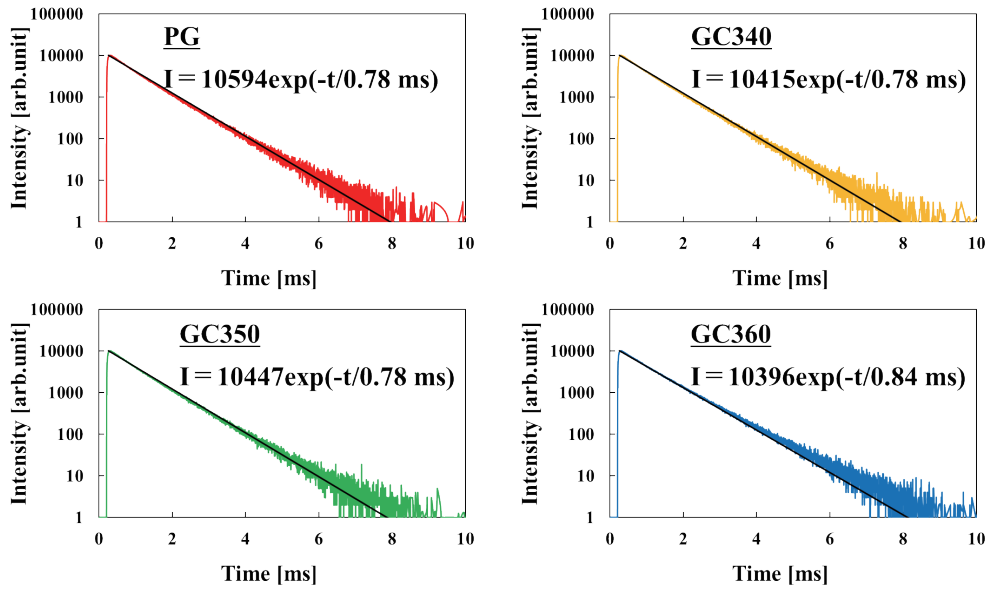 PG
I＝10594exp(-t/0.78 ms)
Intensity [arb.unit]
100000
10000
1000
100
10
1
0 2 4 6 8 10
Time [ms]
GC340
I＝10415exp(-t/0.78 ms)
Intensity [arb.unit]
100000
10000
1000
100
10
1
0 2 4 6 8 10
Time [ms]
GC350
I＝10447exp(-t/0.78 ms)
Intensity [arb.unit]
100000
10000
1000
100
10
1
0 2 4 6 8 10
Time [ms]
GC360
I＝10396exp(-t/0.84 ms)
Intensity [arb.unit]
100000
10000
1000
100
10
1
0 2 4 6 8 10
Time [ms]